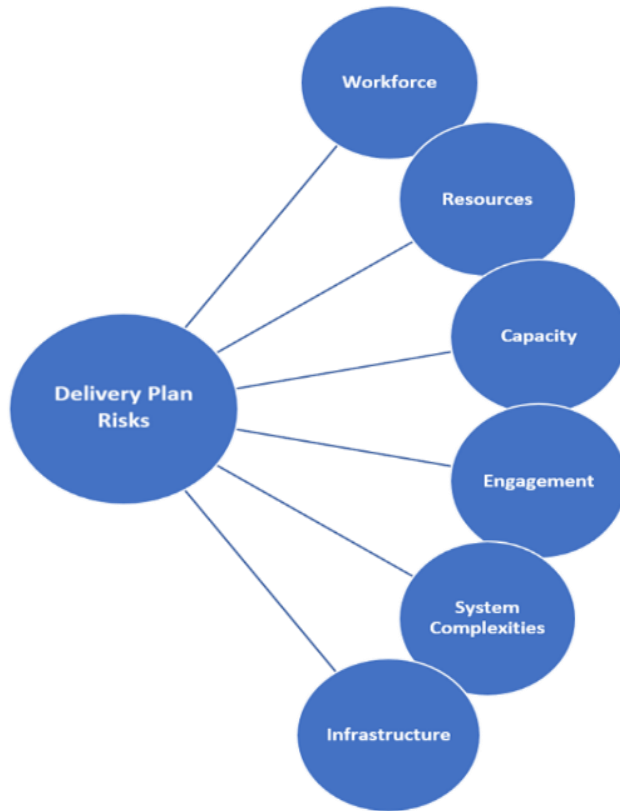 Workforce
Resources
Capacity
Delivery Plan
Risks
Engagement
System
Complexities
Infrastructure